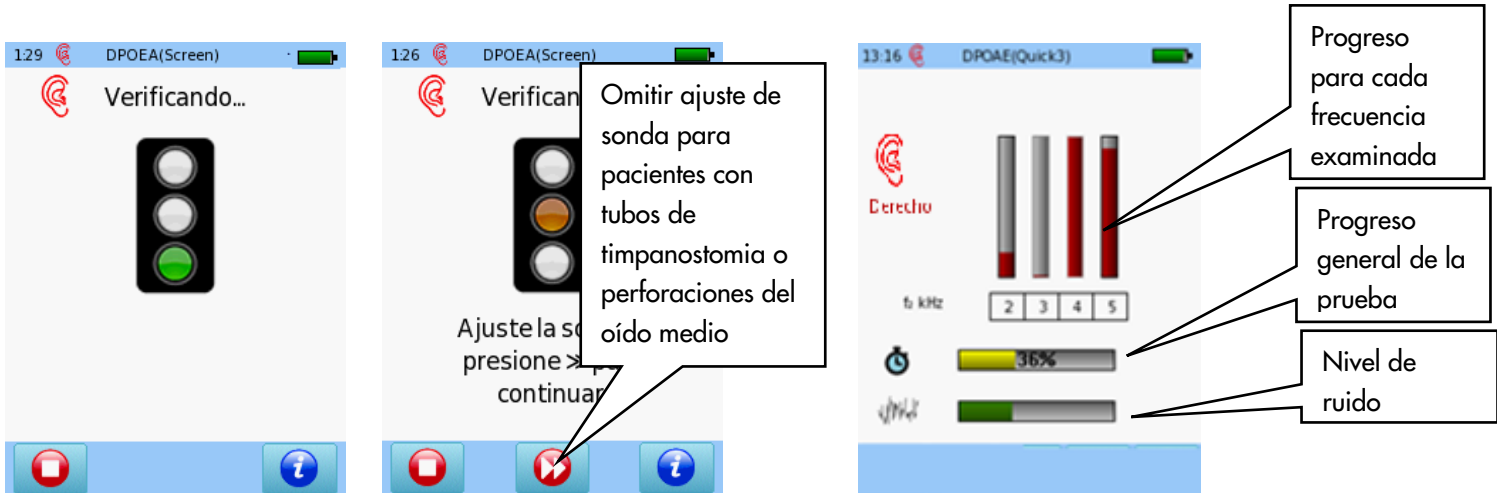 1:29 DPOEA(Screen)
Verificando...
1:26 DPOEA(Screen)
Verifican
Ajuste la so
presione >>
continuar
Omitir ajuste de
sonda para
pacientes con
tubos de
timpanostomia o
perforaciones del
oído medio
13:16 DPOAE(Quick3)
Derecho
f₂ kHz
2 3 4 5
36%
Progreso
para cada
frecuencia
examinada
Progreso
general de la
prueba
Nivel de
ruido